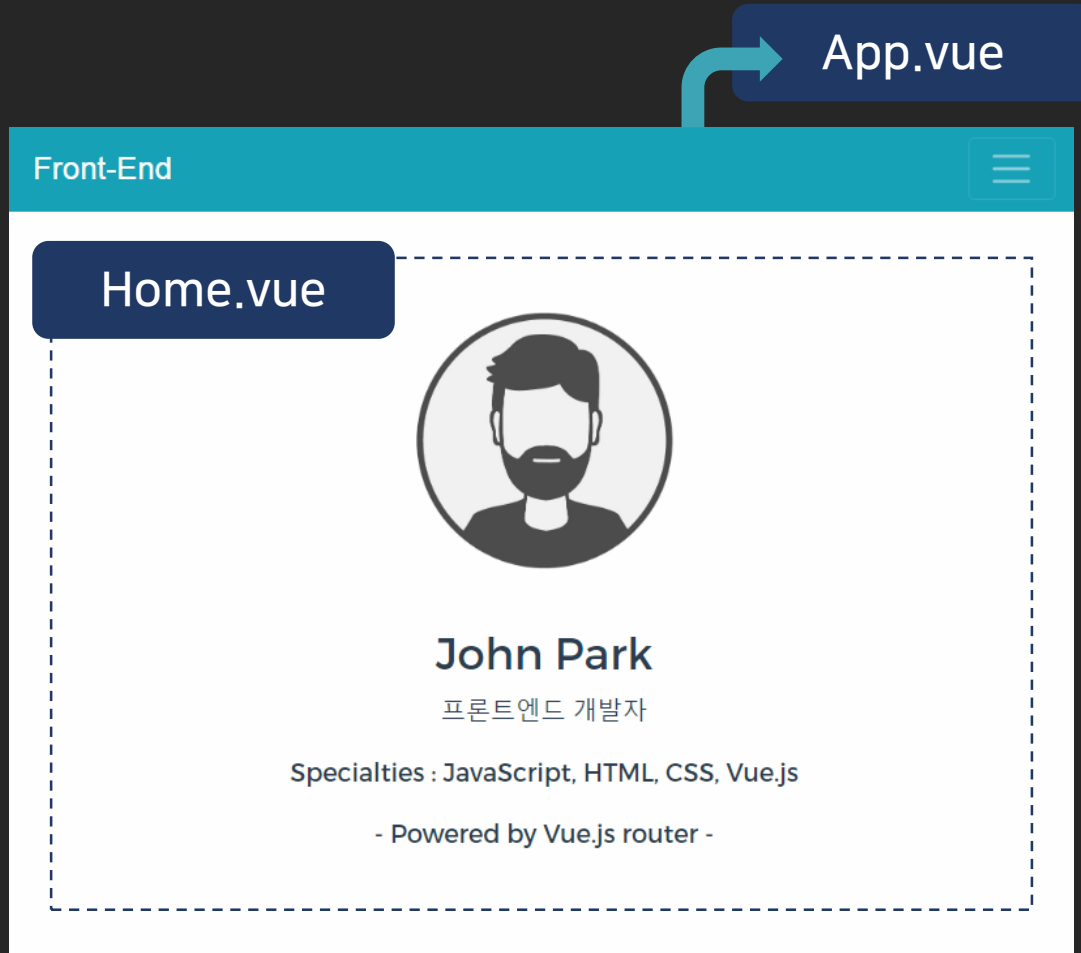 App.vue
Front-End
Home.vue
John Park
프론트엔드 개발자
Specialties : JavaScript, HTML, CSS, Vue.js
- Powered by Vue.js router -